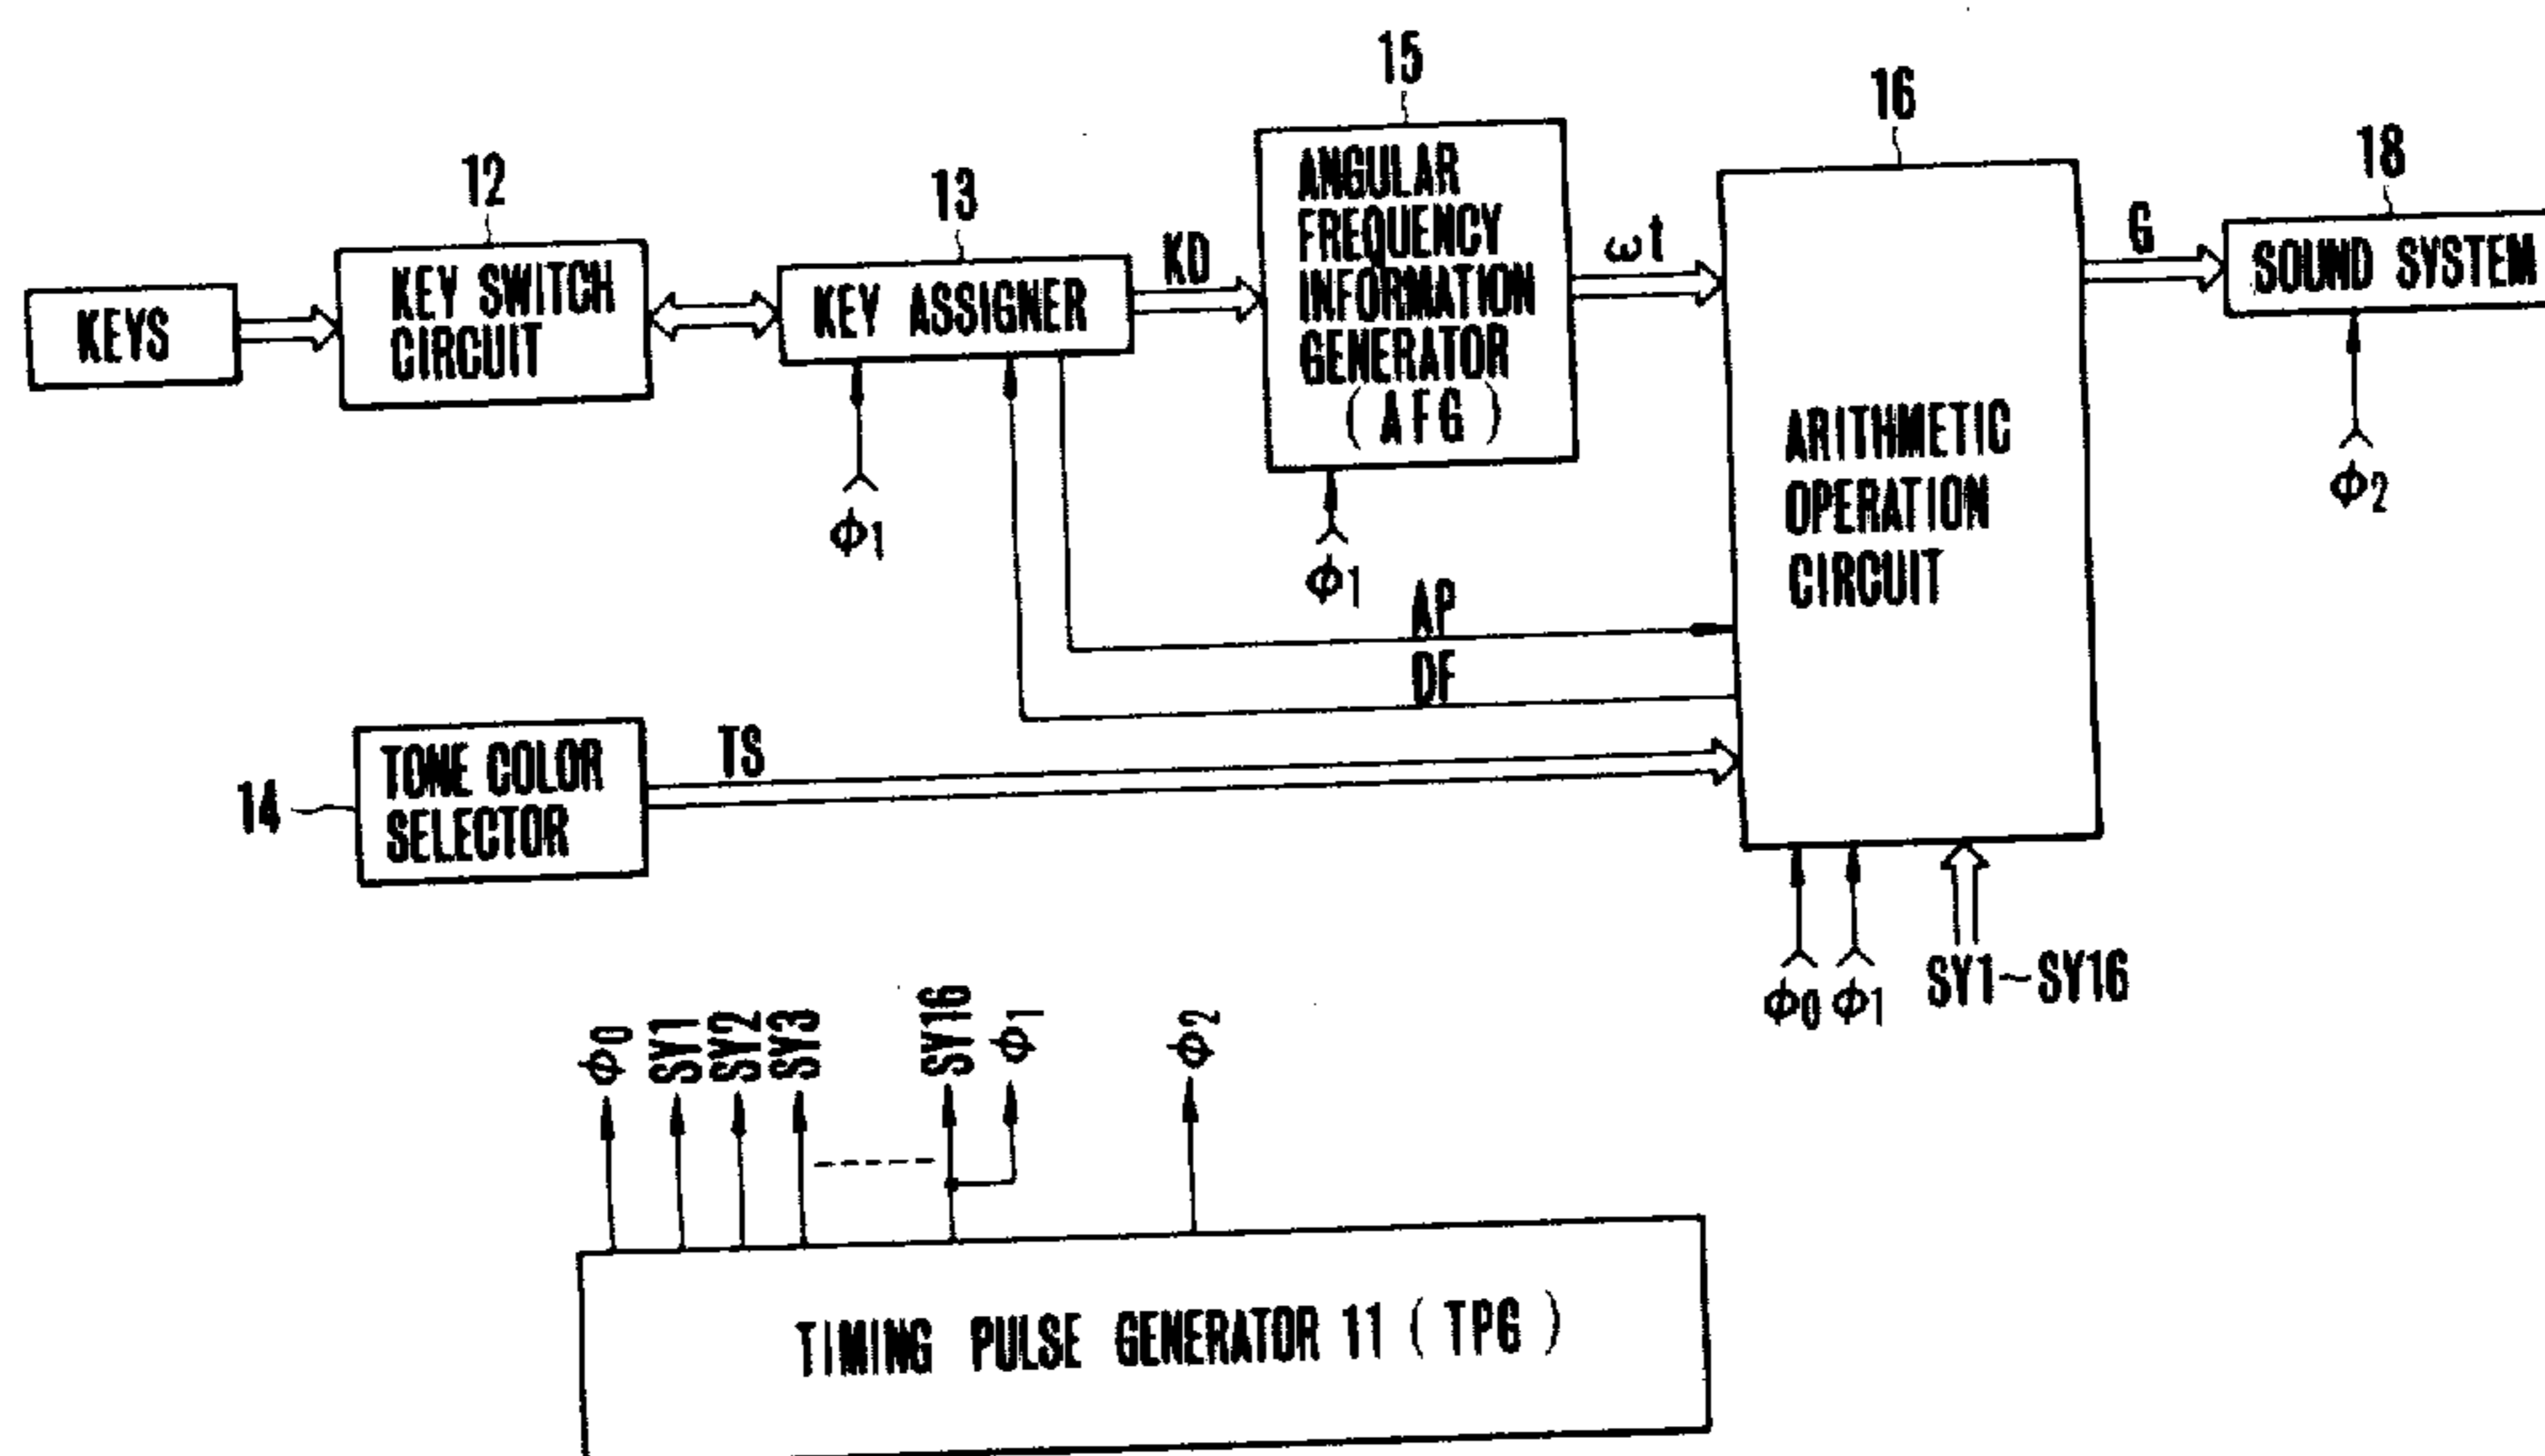 15
16
18
12
13
KEYS
KEY SWITCH
CIRCUIT
KEY ASSIGNER
KD
ANGULAR
FREQUENCY
INFORMATION
GENERATOR
(AFG)
ωt
ARITHMETIC
OPERATION
CIRCUIT
G
SOUND SYSTEM
ϕ1
ϕ1
ϕ2
AP
DF
14
TONE COLOR
SELECTOR
TS
ϕ0
ϕ1
SY1~SY16
ϕ0
SY1
SY2
SY3
SY16
ϕ1
ϕ2
TIMING PULSE GENERATOR 11 (TPG)